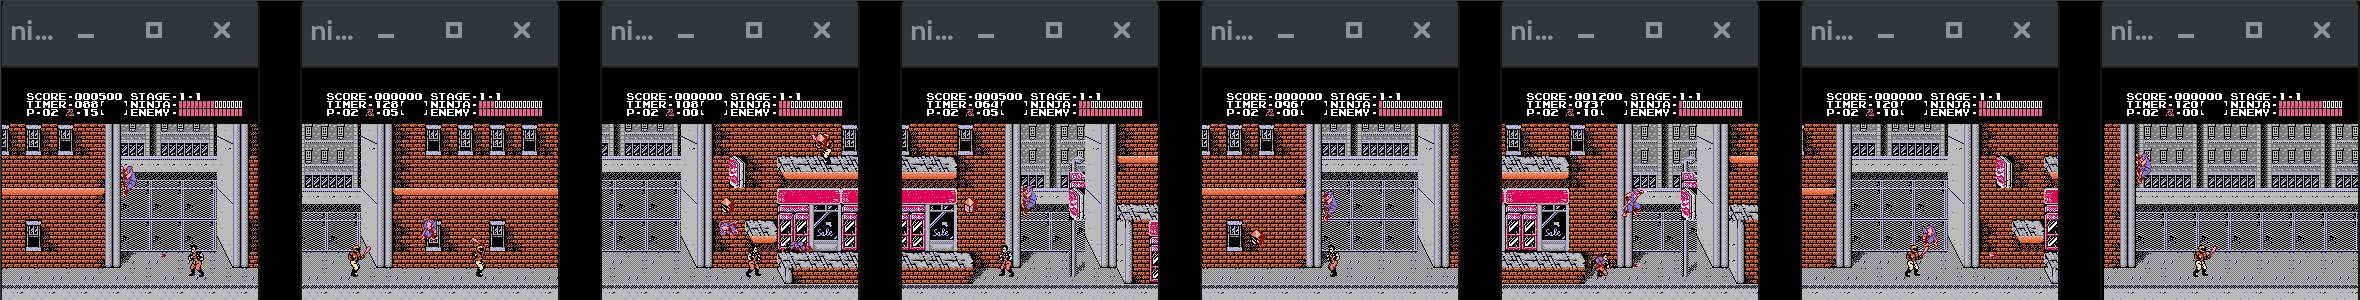 ni...
SCORE-000500 STAGE-1-1
TIMER-088 NINJA-
P-02 -15 ENEMY-
ni...
SCORE-000000 STAGE-1-1
TIMER-128 NINJA-
P-02 -05 ENEMY-
ni...
SCORE-000000 STAGE-1-1
TIMER-108 NINJA-
P-02 -00 ENEMY-
Sale
ni...
SCORE-000500 STAGE-1-1
TIMER-064 NINJA-
P-02 -05 ENEMY-
Sale
ni...
SCORE-000000 STAGE-1-1
TIMER-096 NINJA-
P-02 -00 ENEMY-
ni...
SCORE-001200 STAGE-1-1
TIMER-073 NINJA-
P-02 -10 ENEMY-
Sale
ni...
SCORE-000000 STAGE-1-1
TIMER-120 NINJA-
P-02 -10 ENEMY-
ni...
SCORE-000000 STAGE-1-1
TIMER-120 NINJA-
P-02 -00 ENEMY-